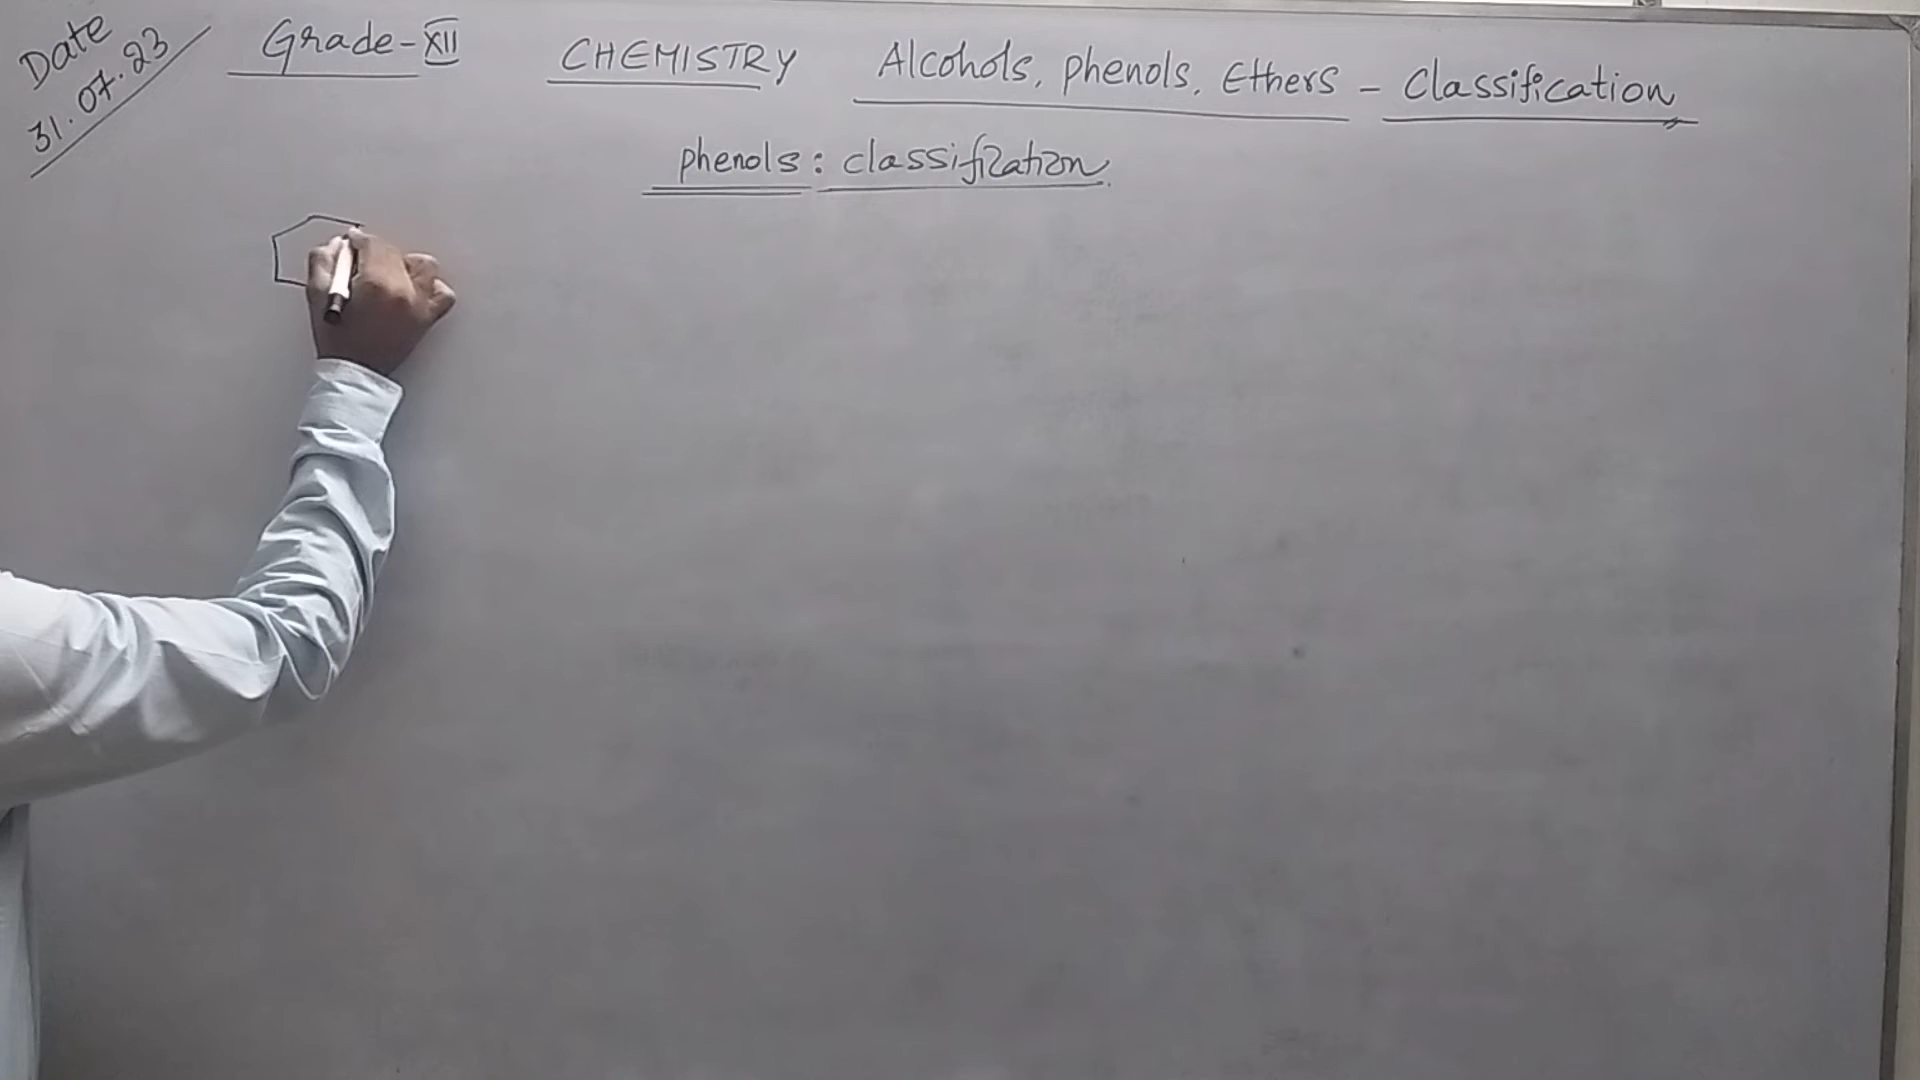 Date
31.07.23
Grade-XII CHEMISTRY Alcohols, phenols, Ethers - Classification
phenols: classification